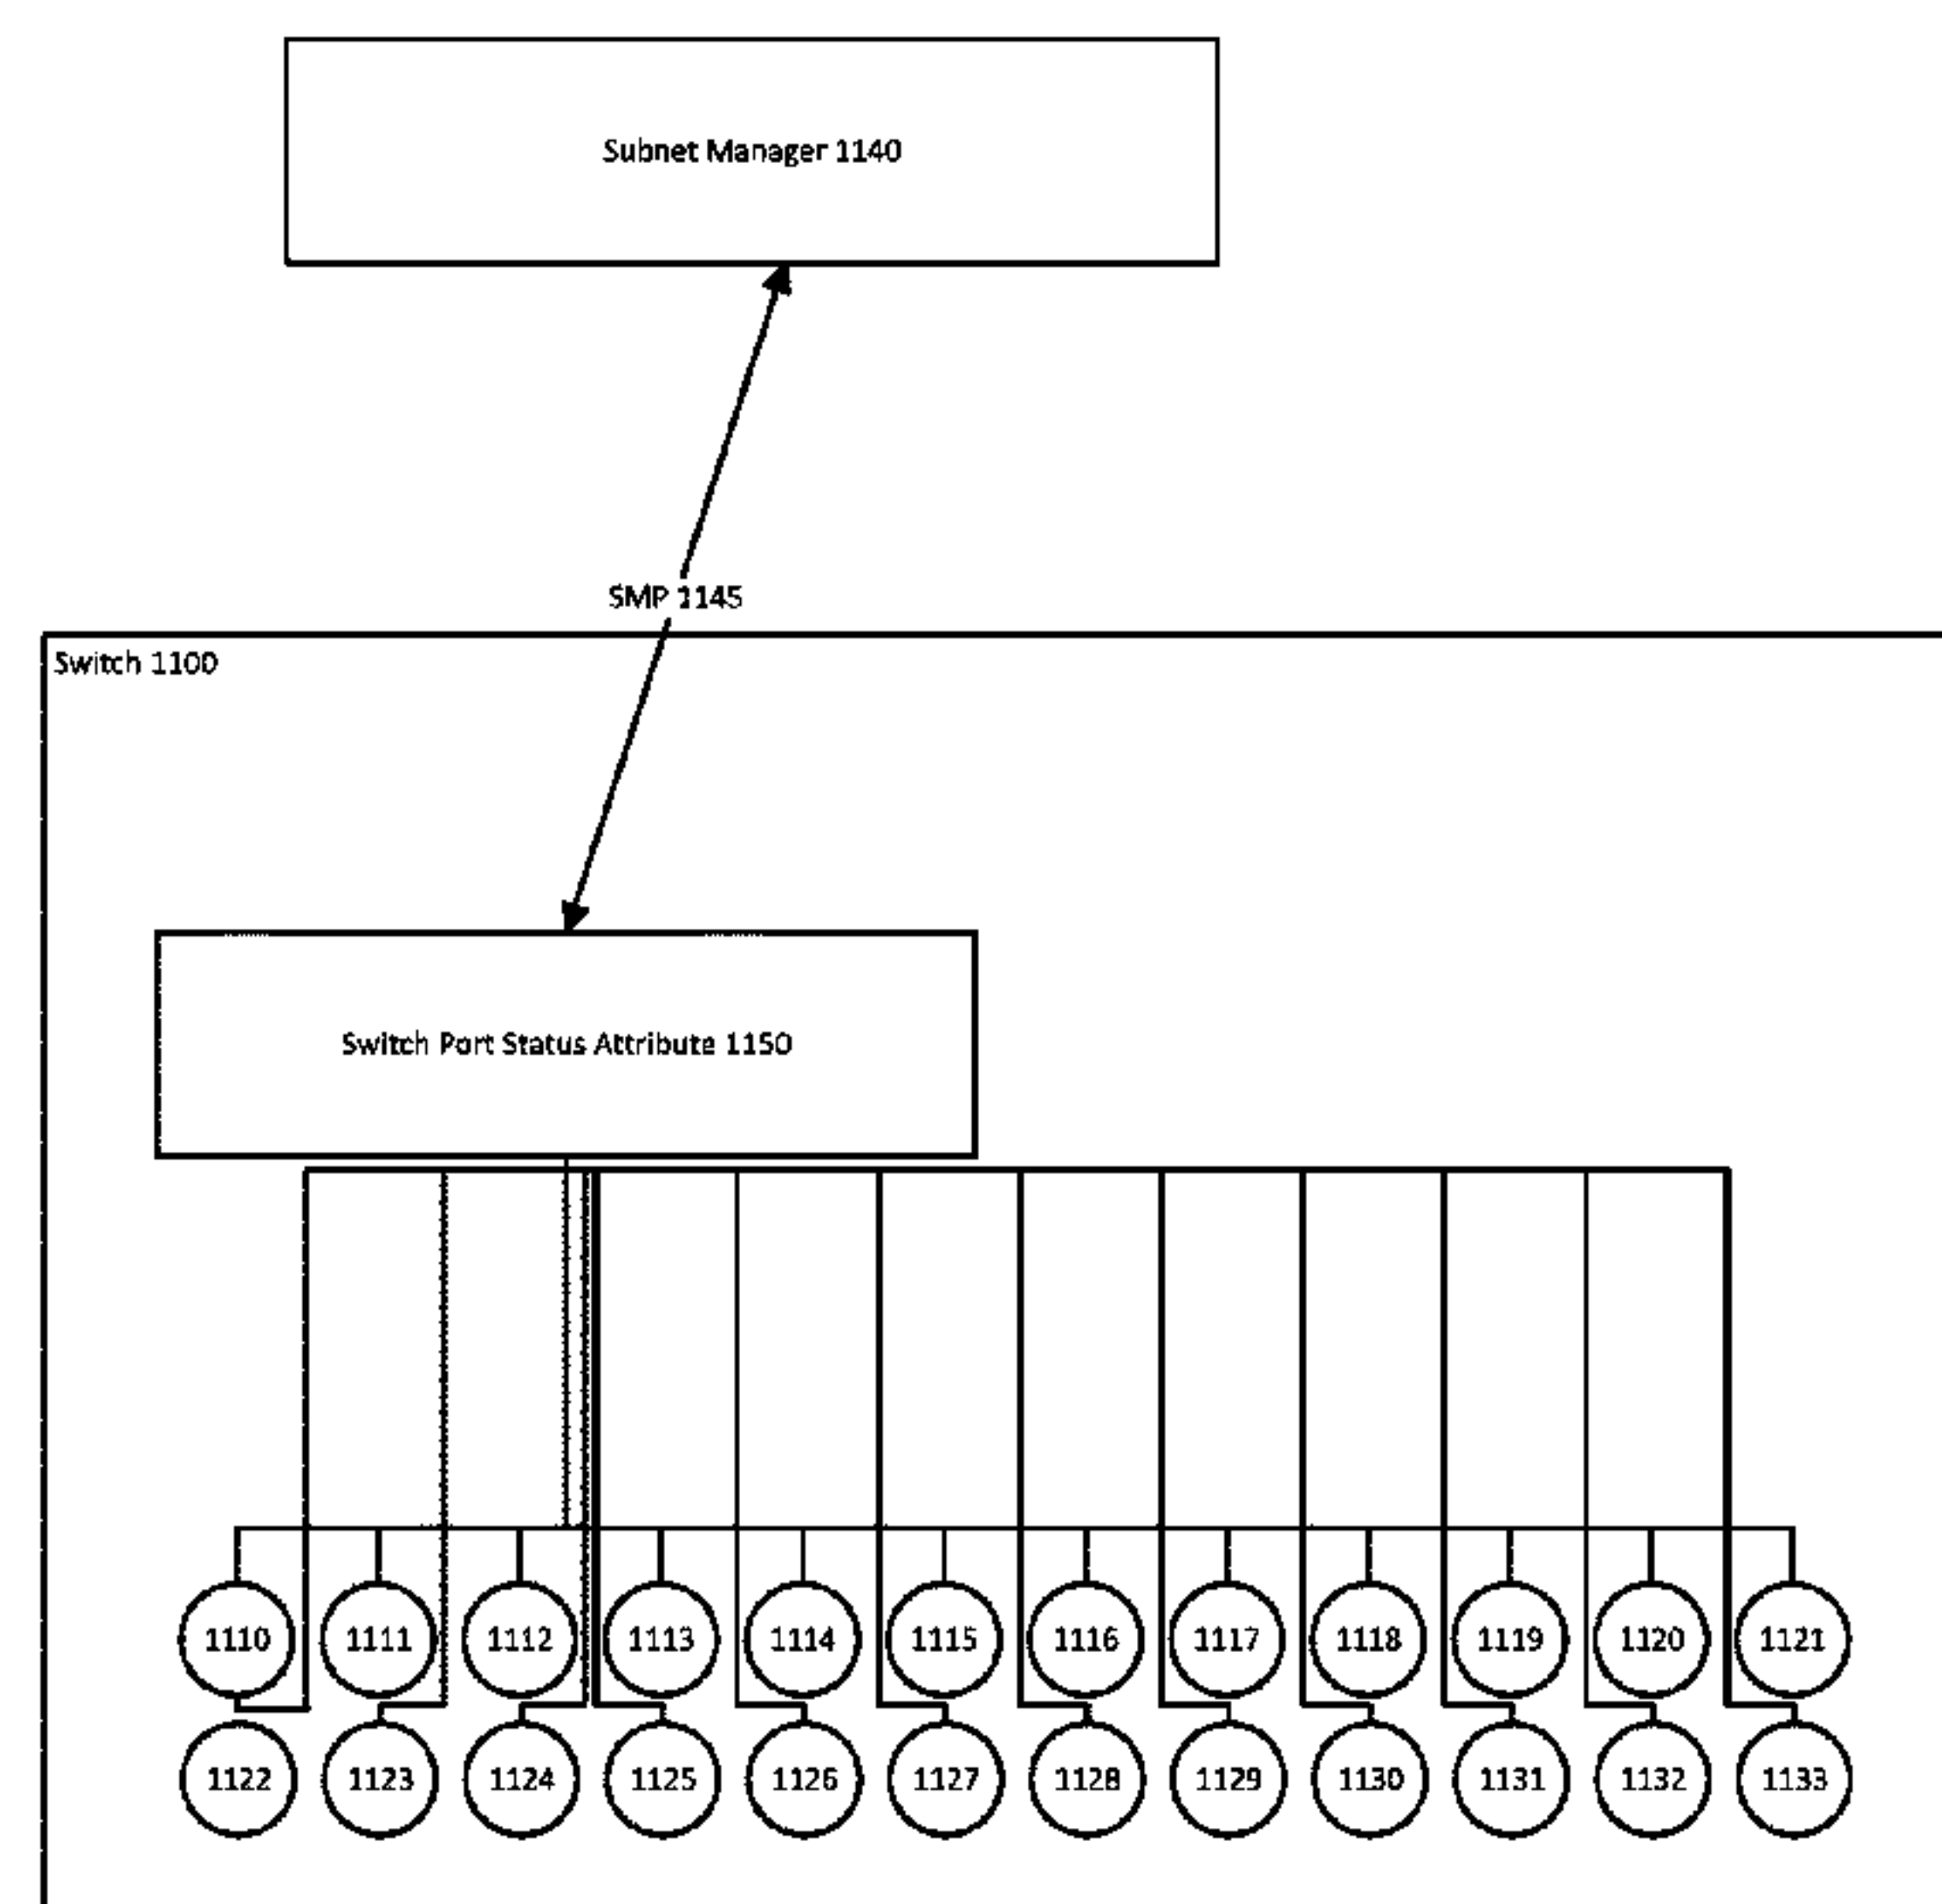 Subnet Manager 1140
SMP 1145
Switch 1100
Switch Port Status Attribute 1150
1110 1111 1112 1113 1114 1115 1116 1117 1118 1119 1120 1121
1122 1123 1124 1125 1126 1127 1128 1129 1130 1131 1132 1133